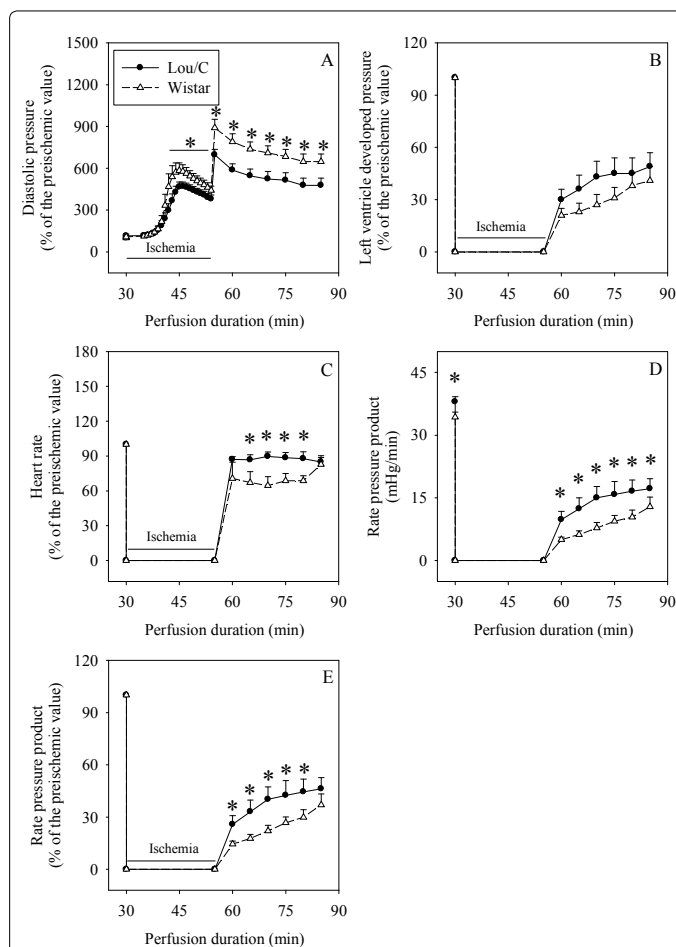 A
Lou/C
Wistar
Diastolic pressure
(% of the preischemic value)
1500
1200
900
600
300
0
*
* * * * * * *
Ischemia
30 45 60 75 90
Perfusion duration (min)
B
Left ventricle developed pressure
(% of the preischemic value)
120
90
60
30
0
Ischemia
30 45 60 75 90
Perfusion duration (min)
C
Heart rate
(% of the preischemic value)
180
150
120
90
60
30
0
* * * *
Ischemia
30 45 60 75 90
Perfusion duration (min)
D
Rate pressure product
(mHg/min)
45
30
15
0
*
* * * * * *
30 45 60 75 90
Perfusion duration (min)
E
Rate pressure product
(% of the preischemic value)
120
90
60
30
0
* * * * *
Ischemia
30 45 60 75 90
Perfusion duration (min)